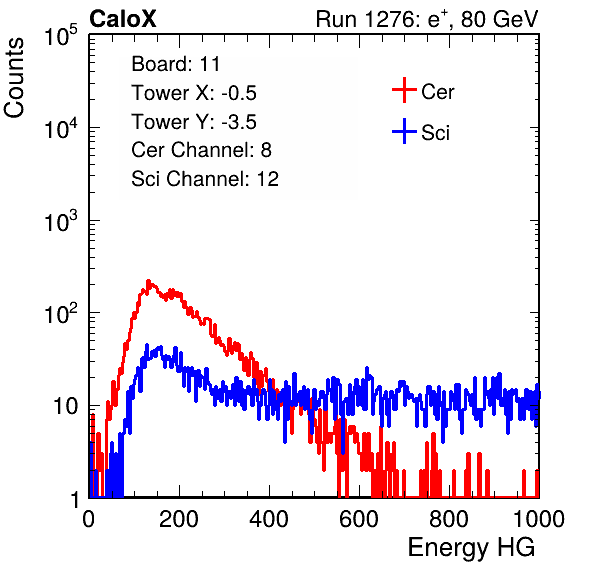 CaloX Run 1276: e⁺, 80 GeV
Board: 11
Tower X: -0.5
Tower Y: -3.5
Cer Channel: 8
Sci Channel: 12
Cer
Sci
Counts
10⁵
10⁴
10³
10²
10
1
0 200 400 600 800 1000
Energy HG